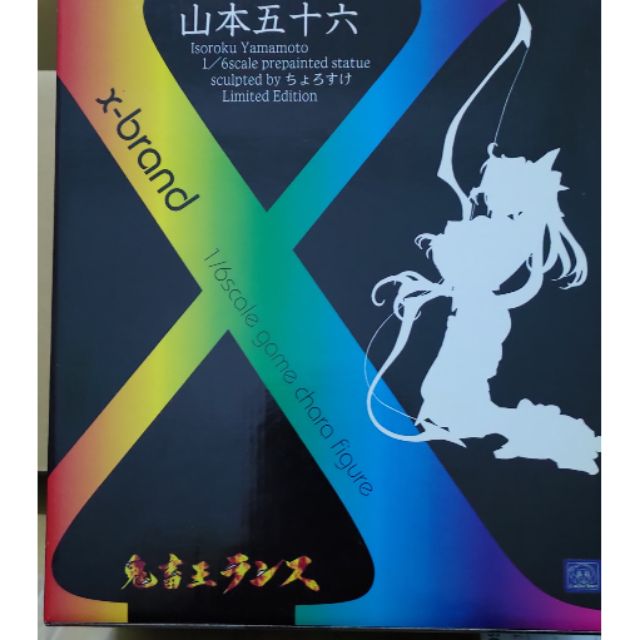 山本五十六
Isoroku Yamamoto
1/6scale prepainted statue
sculpted by ちょろすけ
Limited Edition
x-brand
1/6scale game chara figure
鬼畜王ランス